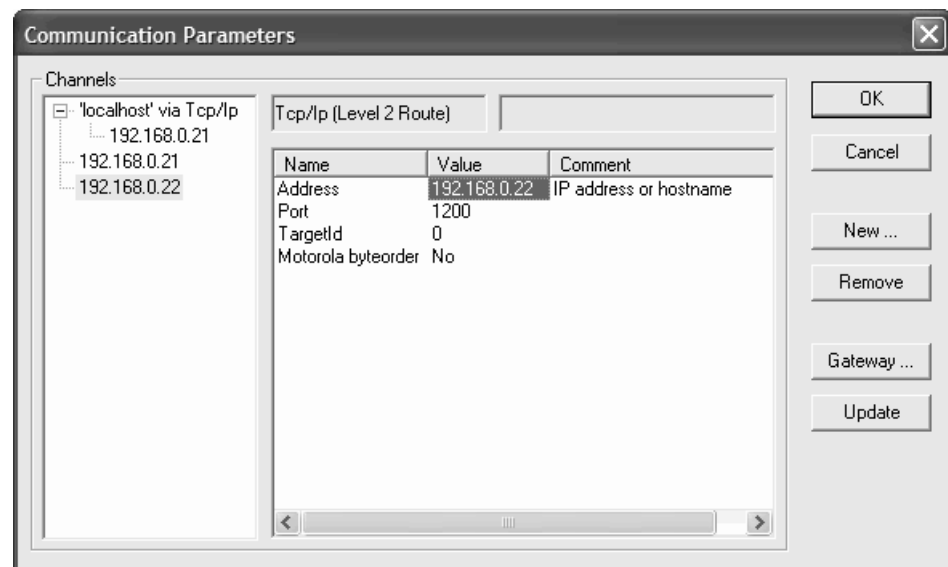 Communication Parameters
Channels
'localhost' via Tcp/Ip
192.168.0.21
192.168.0.21
192.168.0.22
Tcp/Ip (Level 2 Route)
Name Value Comment
Address 192.168.0.22 IP address or hostname
Port 1200
TargetId 0
Motorola byteorder No
OK
Cancel
New ...
Remove
Gateway ...
Update